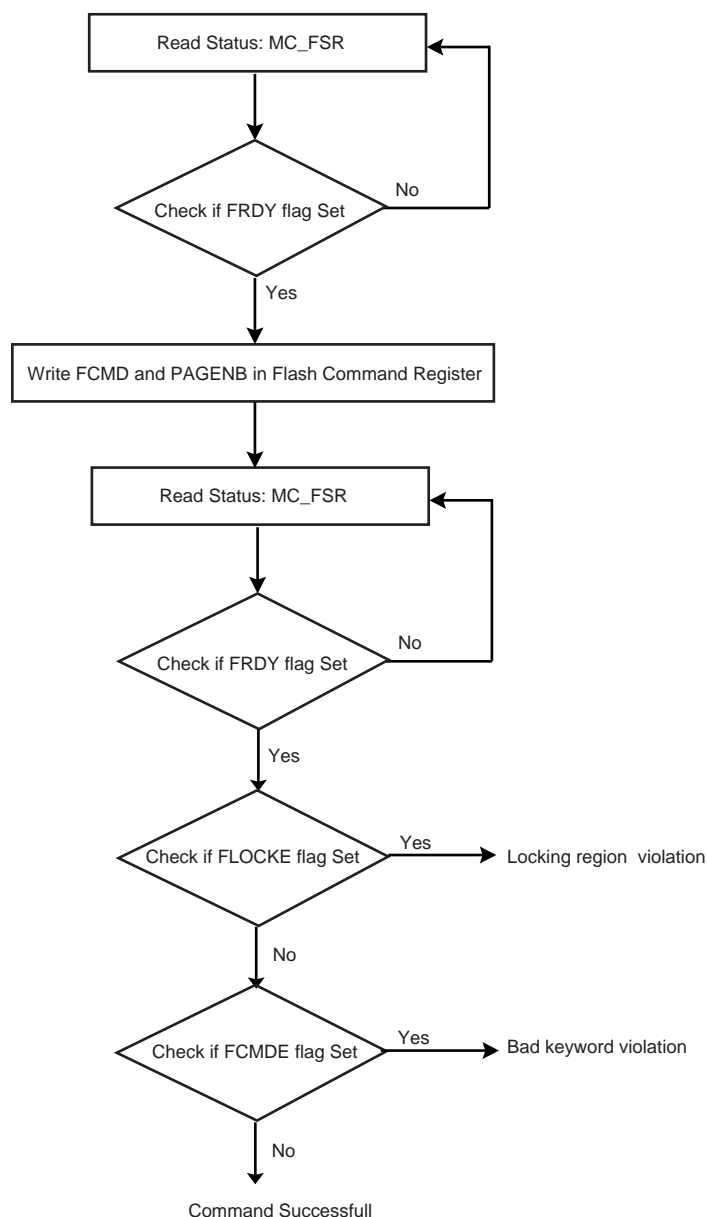 Read Status: MC_FSR
No
Check if FRDY flag Set
Yes
Write FCMD and PAGENB in Flash Command Register
Read Status: MC_FSR
No
Check if FRDY flag Set
Yes
Check if FLOCKE flag Set
Yes
Locking region violation
No
Check if FCMDE flag Set
Yes
Bad keyword violation
No
Command Successfull